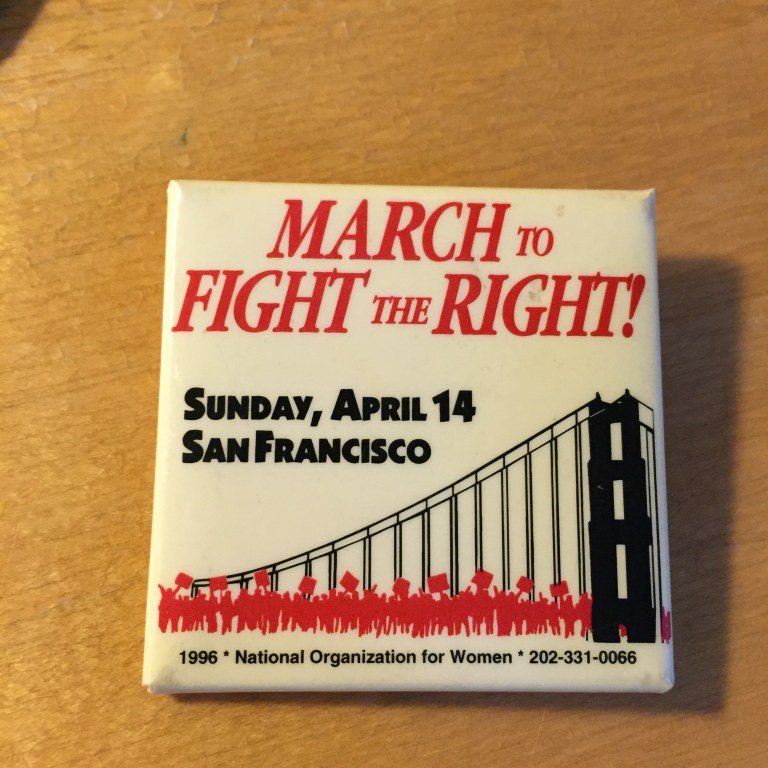 MARCH TO
FIGHT THE RIGHT!
SUNDAY, APRIL 14
SAN FRANCISCO
1996 * National Organization for Women * 202-331-0066